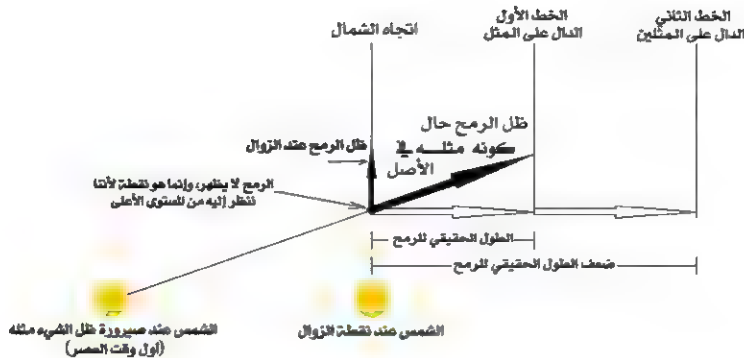 الخط الثاني
الدال على المثلين
الخط الأول
الدال على المثل
اتجاه الشمال
ظل الرمح حال
كونه مثله في
الأصل
ظل الرمح عند الزوال
الرمح لا يظهر، وإنما هو نقطة لأننا
ننظر إليه من المستوى الأعلى
الطول الحقيقي للرمح
ضعف الطول الحقيقي للرمح
الشمس عند نقطة الزوال
الشمس عند صيرورة ظل الشيء مثله
(أول وقت العصر)